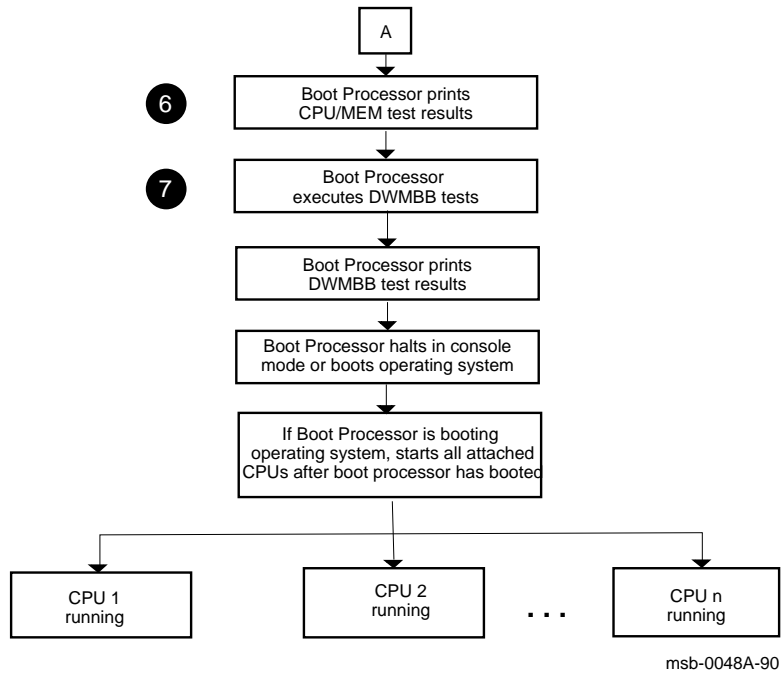 A
6
Boot Processor prints
CPU/MEM test results
7
Boot Processor
executes DWMBB tests
Boot Processor prints
DWMBB test results
Boot Processor halts in console
mode or boots operating system
If Boot Processor is booting
operating system, starts all attached
CPUs after boot processor has booted
CPU 1
running
CPU 2
running
. . .
CPU n
running
msb-0048A-90